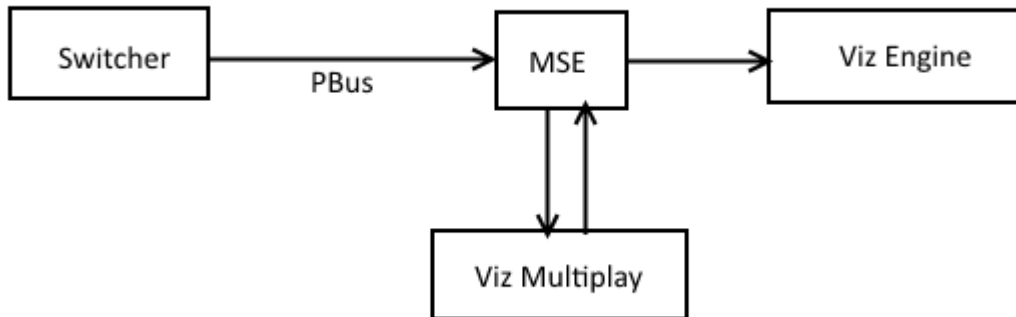 Switcher
PBus
MSE
Viz Engine
Viz Multiplay